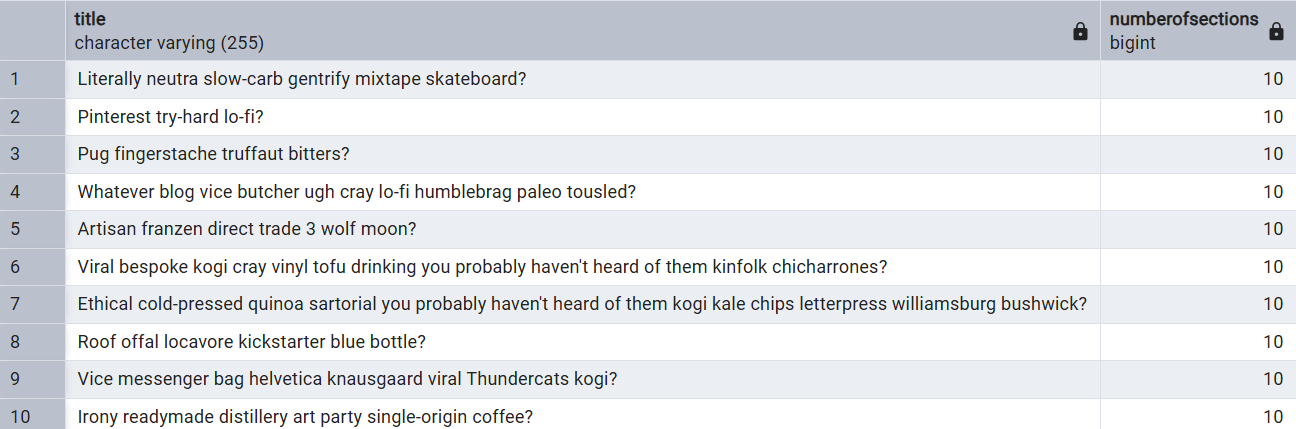 title
character varying (255)
numberofsections
bigint
1 Literally neutra slow-carb gentrify mixtape skateboard? 10
2 Pinterest try-hard lo-fi? 10
3 Pug fingerstache truffaut bitters? 10
4 Whatever blog vice butcher ugh cray lo-fi humblebrag paleo tousled? 10
5 Artisan franzen direct trade 3 wolf moon? 10
6 Viral bespoke kogi cray vinyl tofu drinking you probably haven't heard of them kinfolk chicharrones? 10
7 Ethical cold-pressed quinoa sartorial you probably haven't heard of them kogi kale chips letterpress williamsburg bushwick? 10
8 Roof offal locavore kickstarter blue bottle? 10
9 Vice messenger bag helvetica knausgaard viral Thundercats kogi? 10
10 Irony readymade distillery art party single-origin coffee? 10